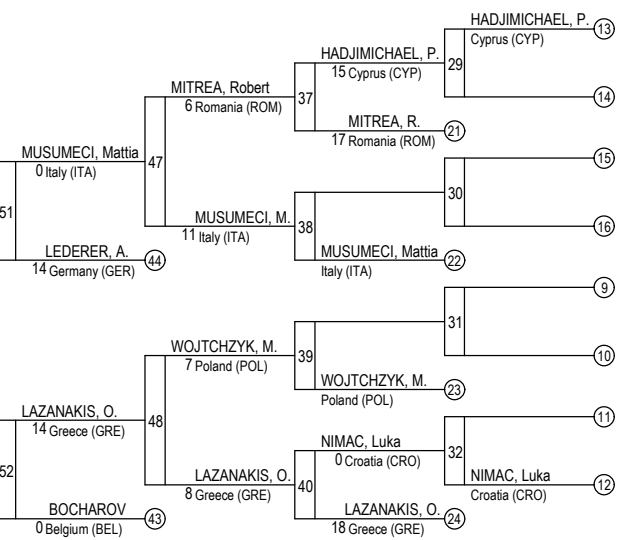 HADJIMICHAEL, P.
13
Cyprus (CYP)
HADJIMICHAEL, P.
29
15 Cyprus (CYP)
MITREA, Robert
14
6 Romania (ROM)
37
MITREA, R.
21
17 Romania (ROM)
MUSUMECI, Mattia
47
15
0 Italy (ITA)
30
51
MUSUMECI, M.
38
16
11 Italy (ITA)
LEDERER, A.
44
MUSUMECI, Mattia
22
14 Germany (GER)
Italy (ITA)
9
31
WOJTCHZYK, M.
39
10
7 Poland (POL)
WOJTCHZYK, M.
23
Poland (POL)
LAZANAKIS, O.
48
11
14 Greece (GRE)
NIMAC, Luka
32
0 Croatia (CRO)
52
LAZANAKIS, O.
40
NIMAC, Luka
12
8 Greece (GRE)
Croatia (CRO)
BOCHAROV
43
LAZANAKIS, O.
24
0 Belgium (BEL)
18 Greece (GRE)